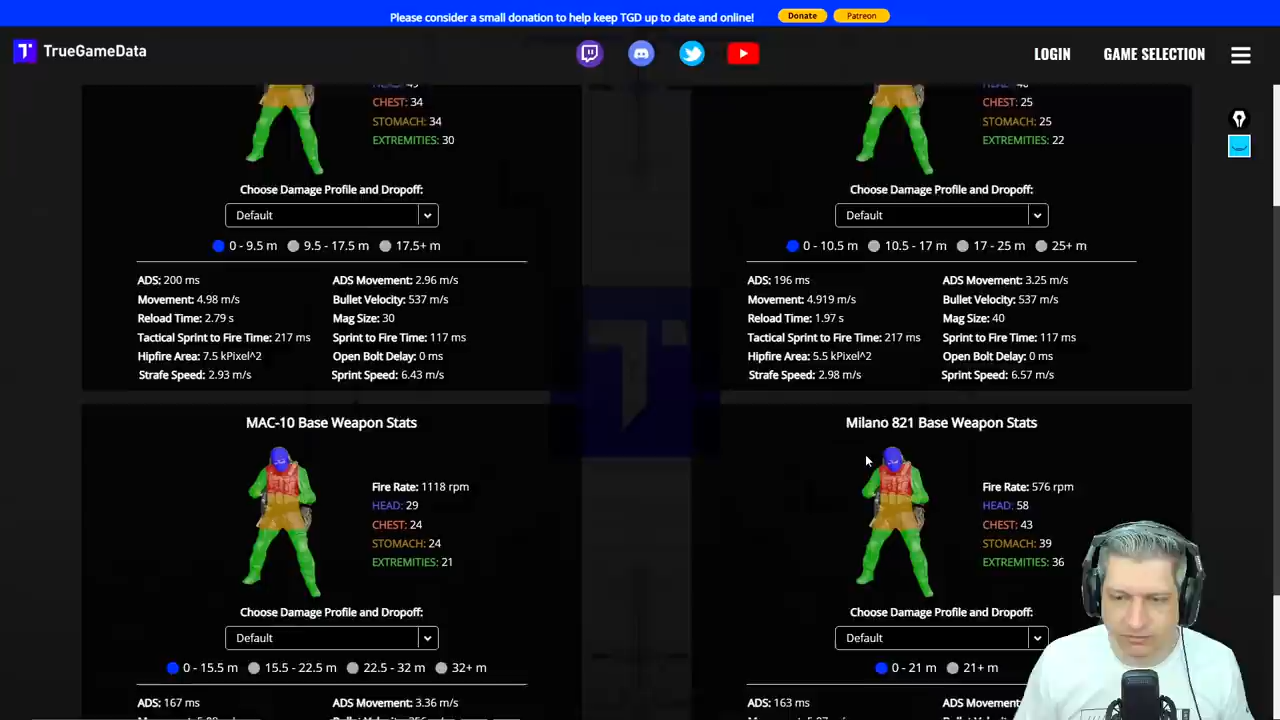 Please consider a small donation to help keep TGD up to date and online! Donate Patreon
TrueGameData LOGIN GAME SELECTION
CHEST: 34
STOMACH: 34
EXTREMITIES: 30
Choose Damage Profile and Dropoff:
Default
0 - 9.5 m 9.5 - 17.5 m 17.5+ m
ADS: 200 ms ADS Movement: 2.96 m/s
Movement: 4.98 m/s Bullet Velocity: 537 m/s
Reload Time: 2.79 s Mag Size: 30
Tactical Sprint to Fire Time: 217 ms Sprint to Fire Time: 117 ms
Hipfire Area: 7.5 kPixel^2 Open Bolt Delay: 0 ms
Strafe Speed: 2.93 m/s Sprint Speed: 6.43 m/s
CHEST: 25
STOMACH: 25
EXTREMITIES: 22
Choose Damage Profile and Dropoff:
Default
0 - 10.5 m 10.5 - 17 m 17 - 25 m 25+ m
ADS: 196 ms ADS Movement: 3.25 m/s
Movement: 4.919 m/s Bullet Velocity: 537 m/s
Reload Time: 1.97 s Mag Size: 40
Tactical Sprint to Fire Time: 217 ms Sprint to Fire Time: 117 ms
Hipfire Area: 5.5 kPixel^2 Open Bolt Delay: 0 ms
Strafe Speed: 2.98 m/s Sprint Speed: 6.57 m/s
MAC-10 Base Weapon Stats
Fire Rate: 1118 rpm
HEAD: 29
CHEST: 24
STOMACH: 24
EXTREMITIES: 21
Choose Damage Profile and Dropoff:
Default
0 - 15.5 m 15.5 - 22.5 m 22.5 - 32 m 32+ m
ADS: 167 ms ADS Movement: 3.36 m/s
Milano 821 Base Weapon Stats
Fire Rate: 576 rpm
HEAD: 58
CHEST: 43
STOMACH: 39
EXTREMITIES: 36
Choose Damage Profile and Dropoff:
Default
0 - 21 m 21+ m
ADS: 163 ms ADS Movement